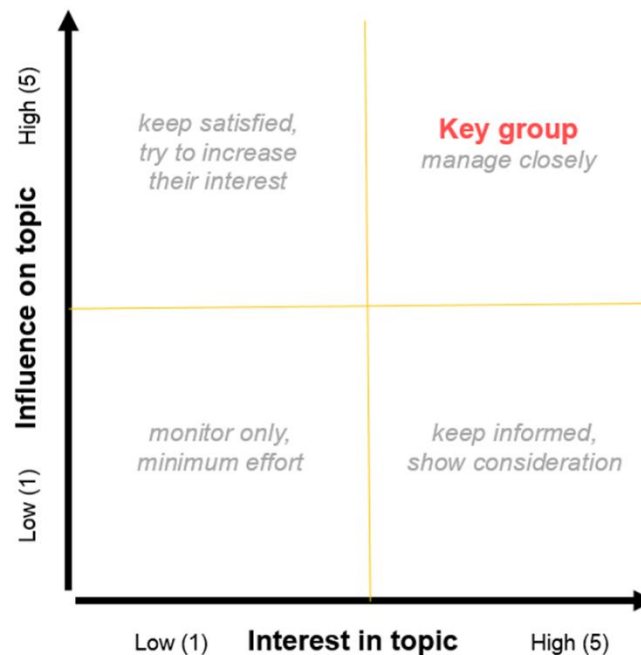 High (5)
keep satisfied,
try to increase
their interest
Key group
manage closely
Influence on topic
monitor only,
minimum effort
keep informed,
show consideration
Low (1)
Low (1)
Interest in topic
High (5)